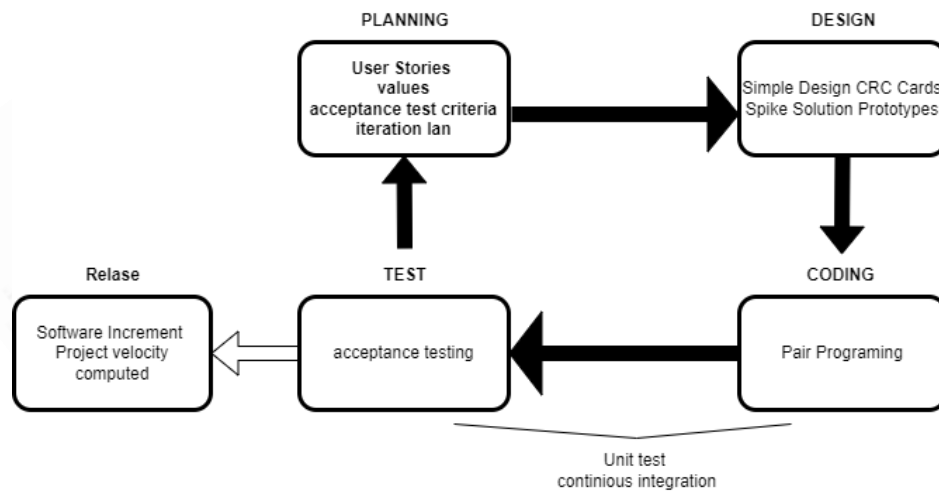 PLANNING
User Stories
values
acceptance test criteria
iteration lan
DESIGN
Simple Design CRC Cards
Spike Solution Prototypes
Relase
Software Increment
Project velocity
computed
TEST
acceptance testing
CODING
Pair Programing
Unit test
continious integration